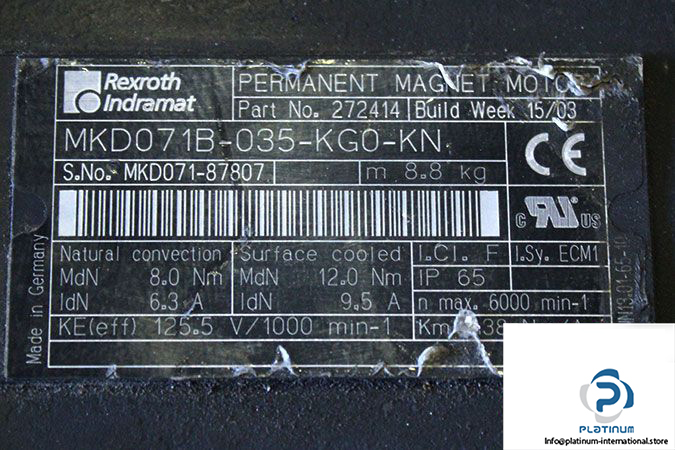 Rexroth
Indramat
PERMANENT MAGNET MOTOR
Part No. 272414 Build Week 15/03
MKD071B-035-KG0-KN
CE
S.No. MKD071-87807 m 8.8 kg
c US
Natural convection Surface cooled I.Cl. F I.Sy. ECM1
MdN 8.0 Nm MdN 12.0 Nm IP 65
IdN 6.3 A IdN 9.5 A n max. 6000 min-1
KE(eff) 125.5 V/1000 min-1 Km
Made in Germany
PLATINUM
Info@platinum-international.store